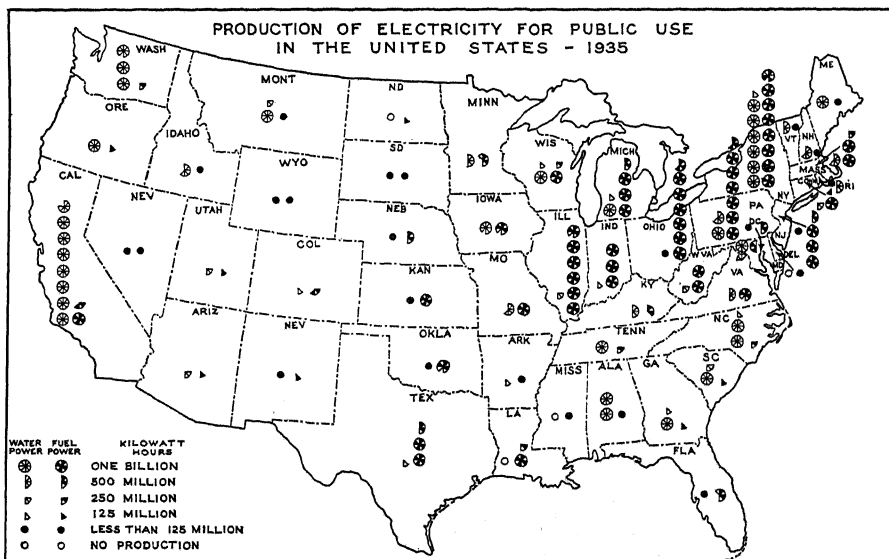 PRODUCTION OF ELECTRICITY FOR PUBLIC USE
IN THE UNITED STATES - 1935
WASH
MONT
ND
MINN
ME
ORE
IDAHO
WIS
MICH
VT
NH
SD
WYO
MASS
CON
RI
NY
CAL
NEV
UTAH
NEB
IOWA
ILL
IND
OHIO
PA
NJ
DC
DEL
MD
COL
KAN
MO
WVA
VA
KY
ARIZ
NEV
OKLA
ARK
TENN
NC
SC
TEX
LA
MISS
ALA
GA
FLA
WATER POWER
FUEL POWER
KILOWATT HOURS
ONE BILLION
500 MILLION
250 MILLION
125 MILLION
LESS THAN 125 MILLION
NO PRODUCTION